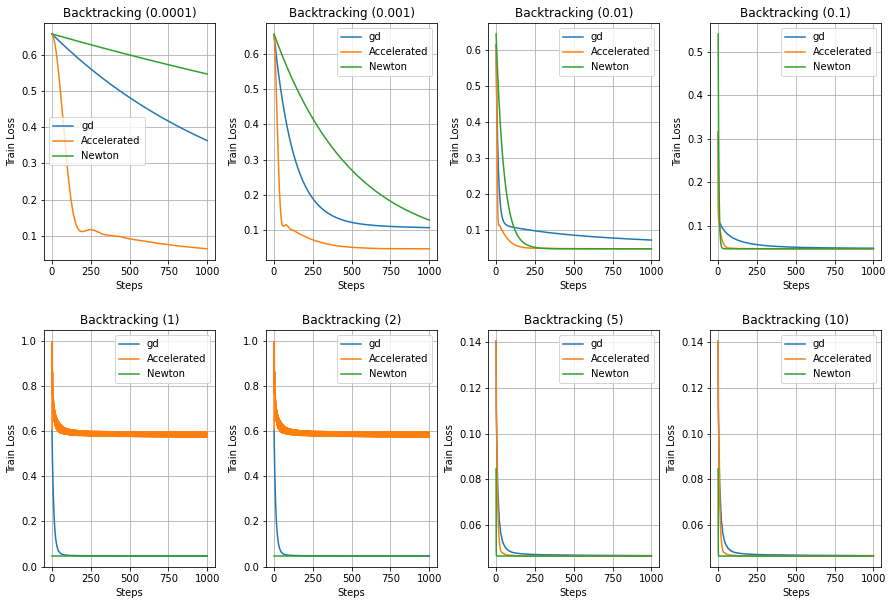 Backtracking (0.0001)
Train Loss
0.6
0.5
0.4
0.3
0.2
0.1
gd
Accelerated
Newton
0 250 500 750 1000
Steps
Backtracking (0.001)
Train Loss
0.6
0.5
0.4
0.3
0.2
0.1
gd
Accelerated
Newton
0 250 500 750 1000
Steps
Backtracking (0.01)
Train Loss
0.6
0.5
0.4
0.3
0.2
0.1
gd
Accelerated
Newton
0 500 1000
Steps
Backtracking (0.1)
Train Loss
0.5
0.4
0.3
0.2
0.1
gd
Accelerated
Newton
0 250 500 750 1000
Steps
Backtracking (1)
Train Loss
1.0
0.8
0.6
0.4
0.2
0.0
gd
Accelerated
Newton
0 250 500 750 1000
Steps
Backtracking (2)
Train Loss
1.0
0.8
0.6
0.4
0.2
0.0
gd
Accelerated
Newton
0 250 500 750 1000
Steps
Backtracking (5)
Train Loss
0.14
0.12
0.10
0.08
0.06
gd
Accelerated
Newton
0 250 500 750 1000
Steps
Backtracking (10)
Train Loss
0.14
0.12
0.10
0.08
0.06
gd
Accelerated
Newton
0 250 500 750 1000
Steps